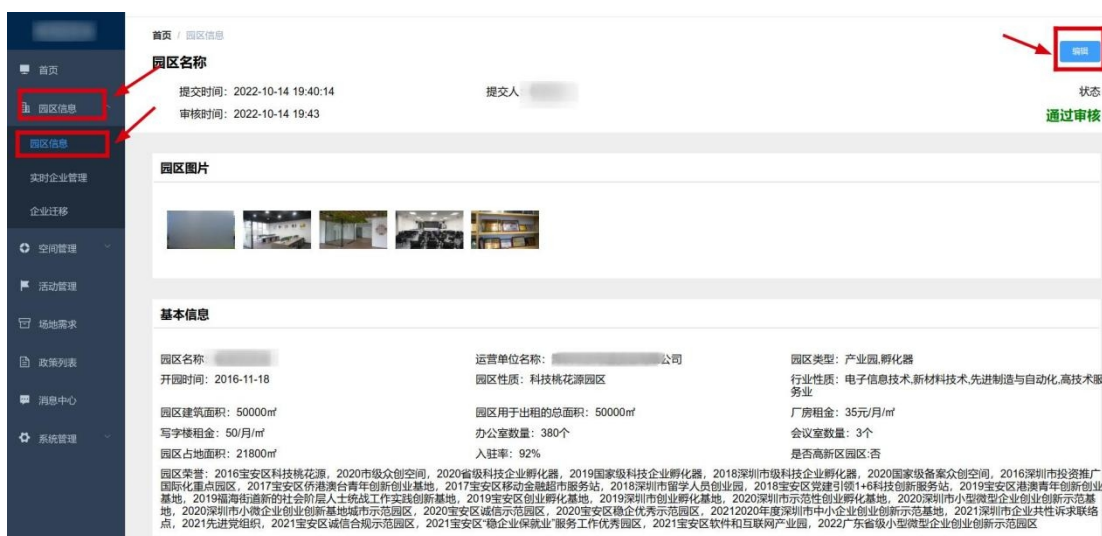 首页 / 园区信息
编辑
园区名称
提交时间：2022-10-14 19:40:14
提交人
状态
审核时间：2022-10-14 19:43
通过审核
首页
园区信息
园区信息
实时企业管理
企业迁移
空间管理
活动管理
场地需求
政策列表
消息中心
系统管理
园区图片
基本信息
园区名称
运营单位名称：
公司
园区类型：产业园,孵化器
开园时间：2016-11-18
园区性质：科技桃花源园区
行业性质：电子信息技术,新材料技术,先进制造与自动化,高技术服
务业
园区建筑面积：50000㎡
园区用于出租的总面积：50000㎡
厂房租金：35元/月/㎡
写字楼租金：50/月/㎡
办公室数量：380个
会议室数量：3个
园区占地面积：21800㎡
入驻率：92%
是否高新区园区:否
园区荣誉：2016宝安区科技桃花源，2020市级众创空间，2020省级科技企业孵化器，2019国家级科技企业孵化器，2018深圳市级科技企业孵化器，2020国家级备案众创空间，2016深圳市投资推广
国际化重点园区，2017宝安区侨港澳台青年创新创业基地，2017宝安区移动金融超市服务站，2018深圳市留学人员创业园，2018宝安区党建引领1+6科技创新服务站，2019宝安区港澳青年创新创业
基地，2019福海街道新的社会阶层人士统战工作实践创新基地，2019宝安区创业孵化基地，2019深圳市创业孵化基地，2020深圳市示范性创业孵化基地，2020深圳市小型微型企业创业创新示范基
地，2020深圳市小微企业创业创新基地城市示范园区，2020宝安区诚信示范园区，2020宝安区稳企优秀示范园区，20212020年度深圳市中小企业创业创新示范基地，2021深圳市企业共性诉求联络
点，2021先进党组织，2021宝安区诚信合规示范园区，2021宝安区“稳企业保就业”服务工作优秀园区，2021宝安区软件和互联网产业园，2022广东省级小型微型企业创业创新示范园区